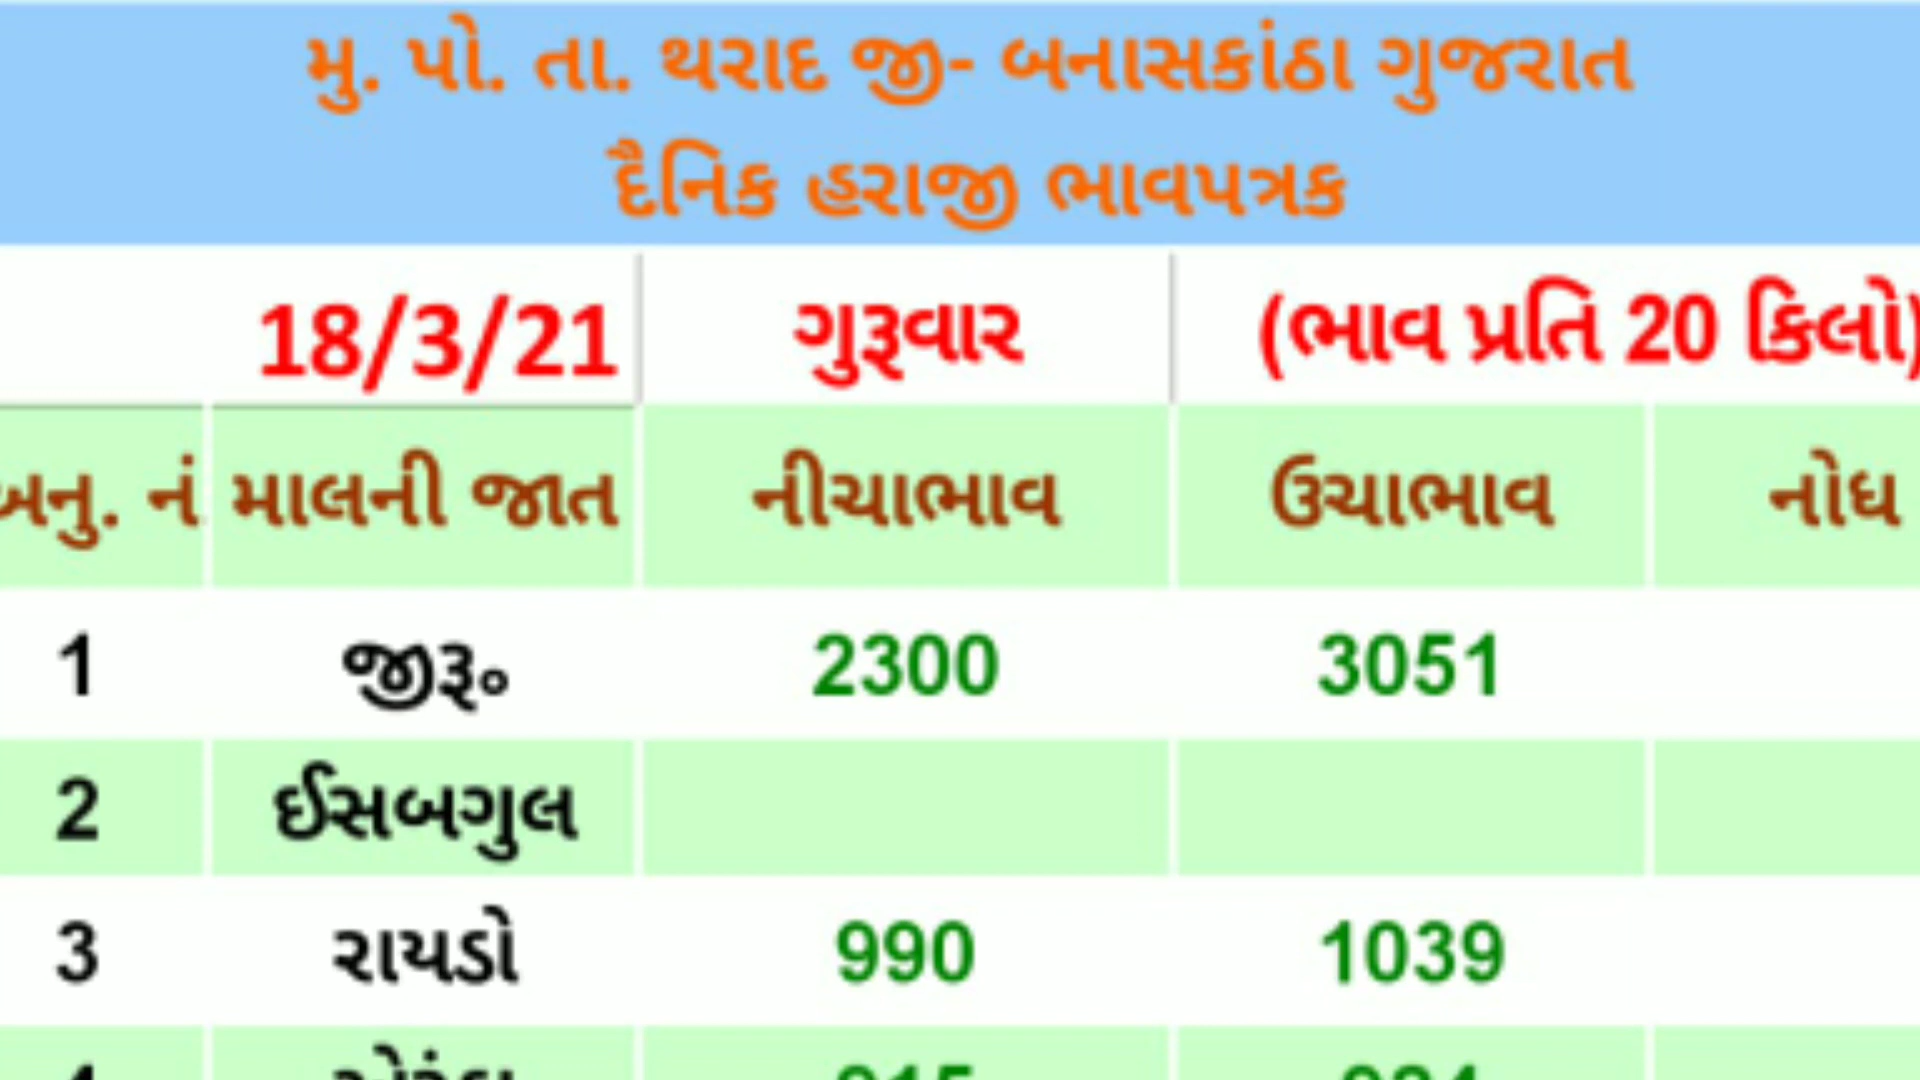 મુ. પો. તા. થરાદ જી- બનાસકાંઠા ગુજરાત
દૈનિક હરાજી ભાવપત્રક
18/3/21 ગુરૂવાર (ભાવ પ્રતિ 20 કિલો)
અનુ. નં માલની જાત નીચાભાવ ઉચાભાવ નોધ
1 જીરૂ૰ 2300 3051
2 ઈસબગુલ
3 રાયડો 990 1039